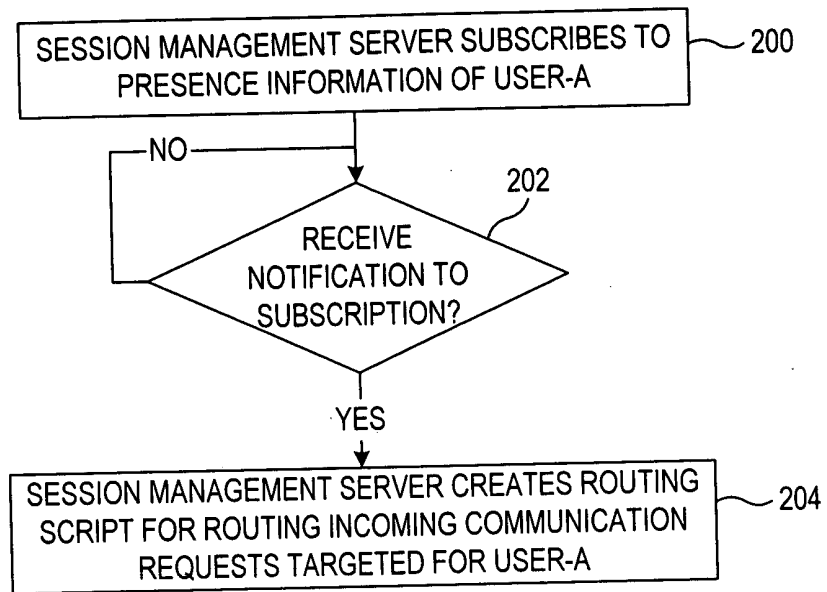 SESSION MANAGEMENT SERVER SUBSCRIBES TO
PRESENCE INFORMATION OF USER-A
200
NO
202
RECEIVE
NOTIFICATION TO
SUBSCRIPTION?
YES
SESSION MANAGEMENT SERVER CREATES ROUTING
SCRIPT FOR ROUTING INCOMING COMMUNICATION
REQUESTS TARGETED FOR USER-A
204